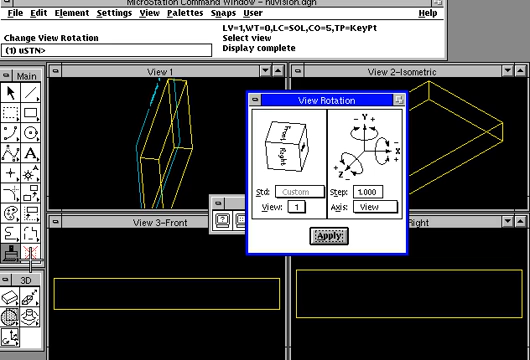 MicroStation Command Window - nuvision.dgn
File Edit Element Settings View Palettes Snaps User Help
LY=1,WT=0,LC=SOL,CO=5,TP=KeyPt
Change View Rotation Select view
(1) uSTN> Display complete
Main
View 1
View 2-Isometric
View Rotation
Front
Right
Y
X
Z
Std: Custom
Step: 1.000
View: 1
Axis: View
Apply
View 3-Front
Right
3D